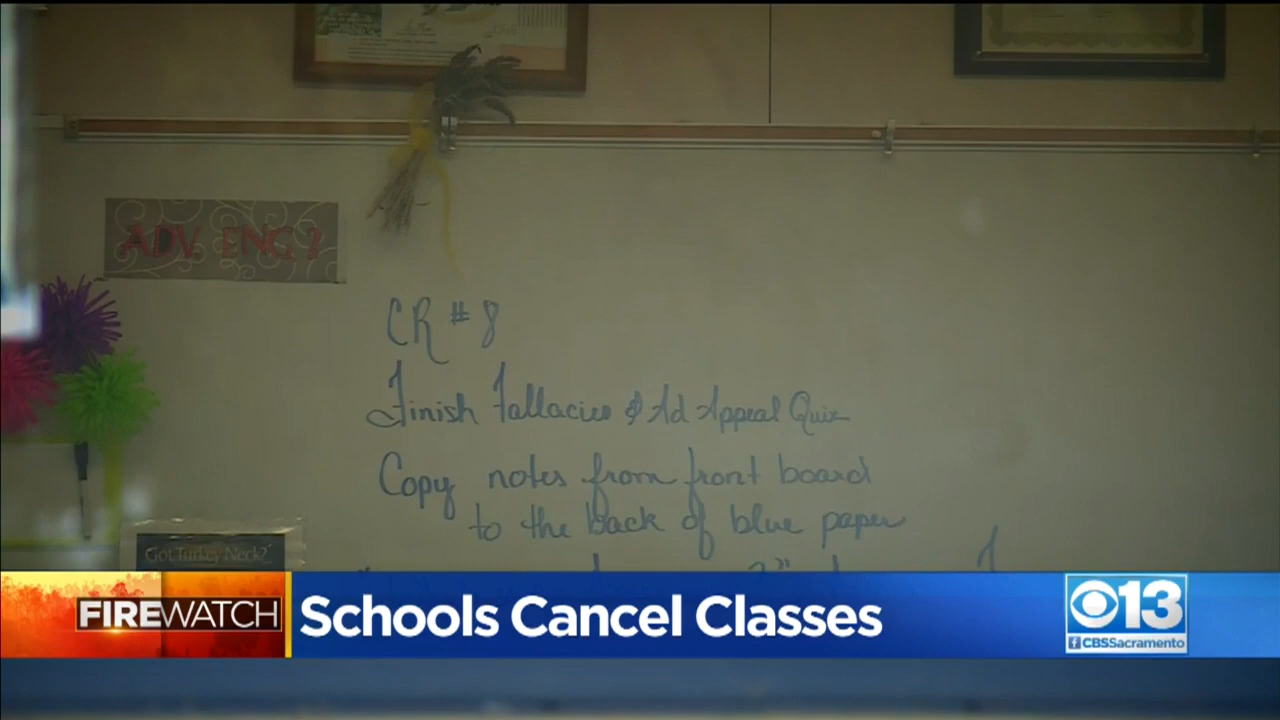 ADV. ENG 2
CR # 8
Finish Fallacies & Ad Appeal Quiz
Copy notes from front board
to the back of blue paper
Got Turkey Neck?
FIREWATCH
Schools Cancel Classes
13
CBSSacramento